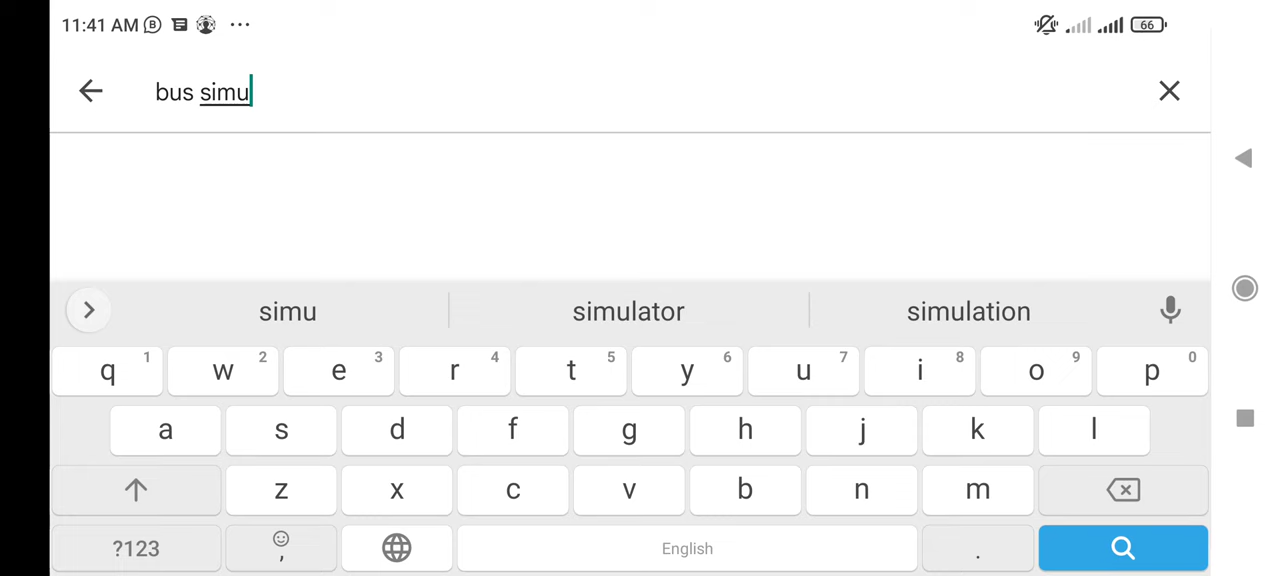 11:41 AM 66
bus simu
simu simulator simulation
q 1 w 2 e 3 r 4 t 5 y 6 u 7 i 8 o 9 p 0
a s d f g h j k l
z x c v b n m
?123 , English .